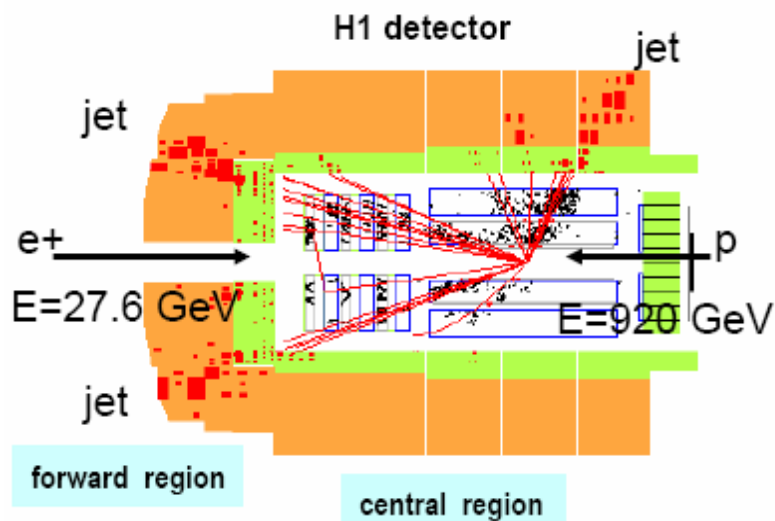 H1 detector
jet
jet
e+
p
E=27.6 GeV
E=920 GeV
jet
forward region
central region